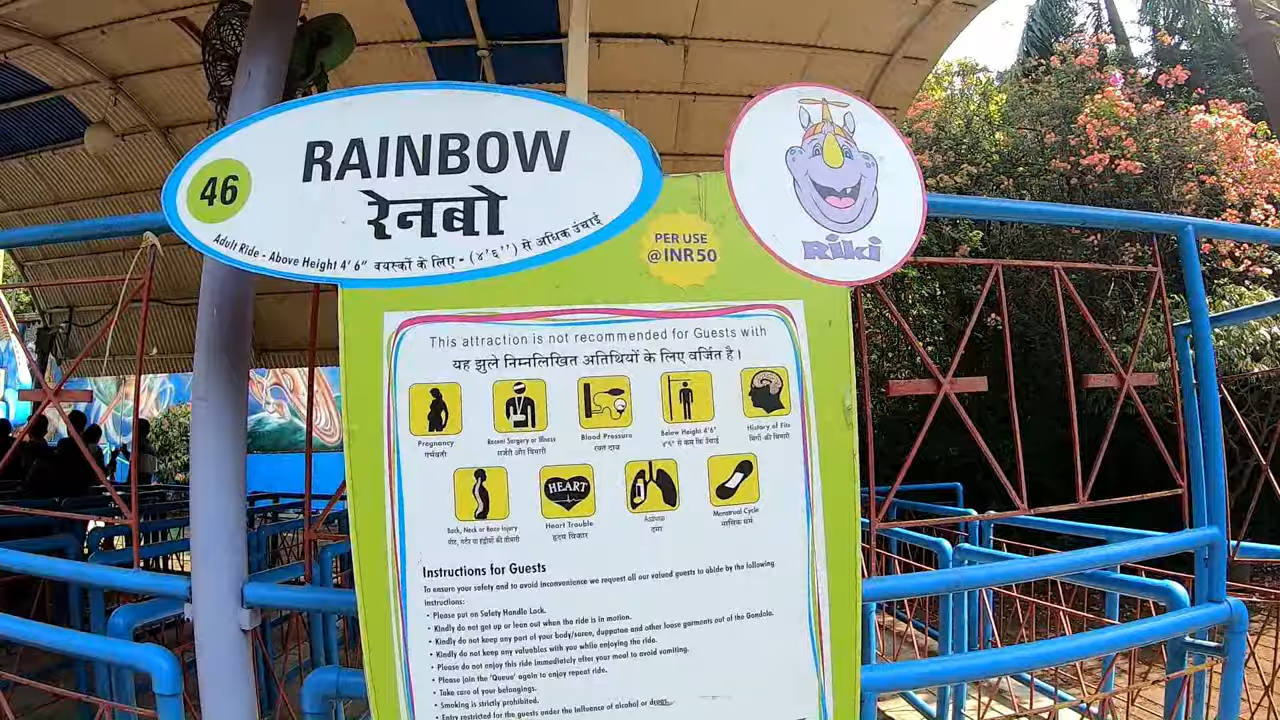 46
RAINBOW
रेनबो
Adult Ride - Above Height 4' 6" वयस्कों के लिए - (४'६'') से अधिक उंचाई
PER USE
@ INR 50
Riki
This attraction is not recommended for Guests with
यह झुले निम्नलिखित अतिथियों के लिए वर्जित है।
Pregnancy
गर्भवती
Recent Surgery or Illness
सर्जरी और बिमारी
Blood Pressure
रक्त दाब
Below Height 4'6"
४'६" से कम उंचाई
History of Fits
मिर्गी की बिमारी
Back, Neck or Bone Injury
पीठ, गर्दन या हड्डीयों की बीमारी
HEART
Heart Trouble
हृदय विकार
Asthma
दमा
Menstrual Cycle
मासिक धर्म
Instructions for Guests
To ensure your safety and to avoid inconvenience we request all our valued guests to abide by the following
instructions:
• Please put on Safety Handle Lock.
• Kindly do not get up or lean out when the ride is in motion.
• Kindly do not keep any part of your body/saree, duppattas and other loose garments out of the Gondola.
• Kindly do not keep any valuables with you while enjoying the ride.
• Please do not enjoy this ride immediately after your meal to avoid vomiting.
• Please join the 'Queue' again to enjoy repeat ride.
• Take care of your belongings.
• Smoking is strictly prohibited.
• Entry restricted for the guests under the influence of alcohol or drugs.